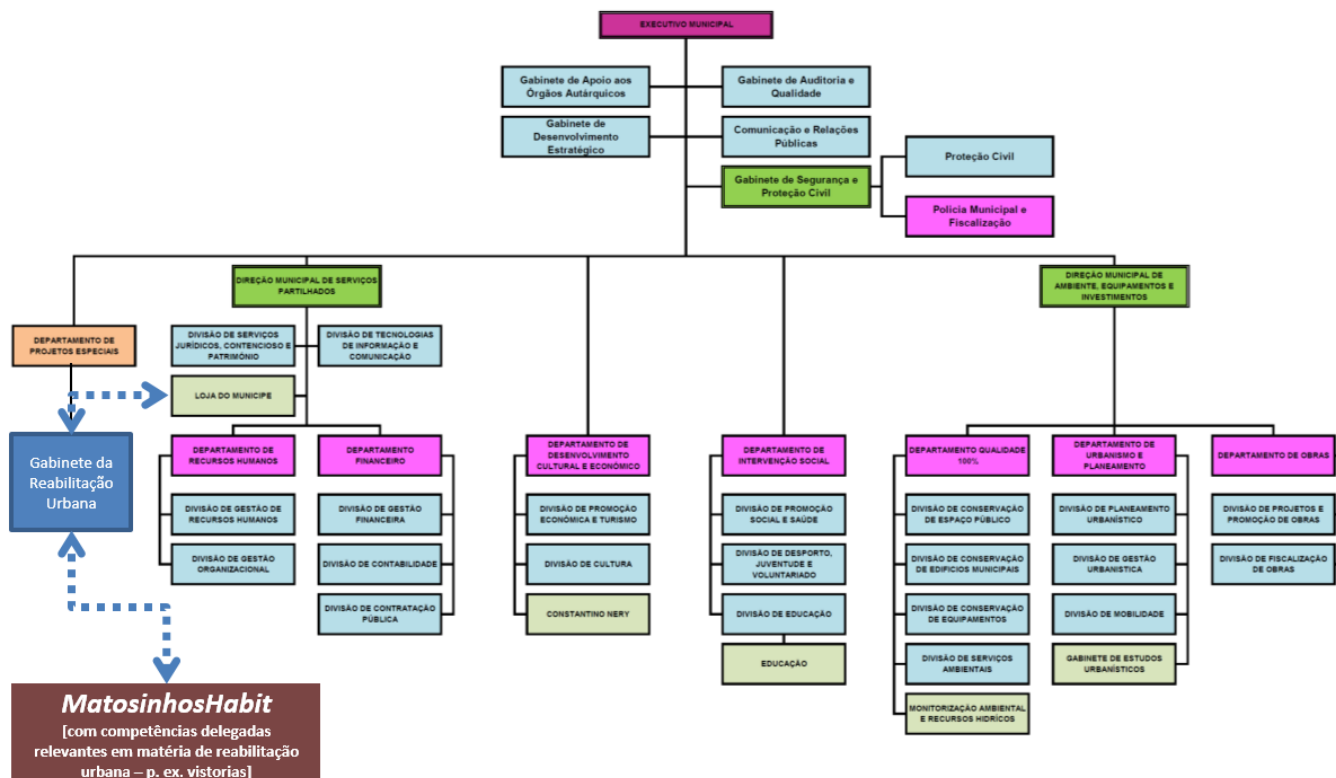 EXECUTIVO MUNICIPAL
Gabinete de Apoio aos
Órgãos Autárquicos
Gabinete de Auditoria e
Qualidade
Gabinete de
Desenvolvimento
Estratégico
Comunicação e Relações
Públicas
Proteção Civil
Gabinete de Segurança e
Proteção Civil
Polícia Municipal e
Fiscalização
DIREÇÃO MUNICIPAL DE SERVIÇOS
PARTILHADOS
DIREÇÃO MUNICIPAL DE
AMBIENTE, EQUIPAMENTOS E
INVESTIMENTOS
DEPARTAMENTO DE
PROJETOS ESPECIAIS
DIVISÃO DE SERVIÇOS
JURÍDICOS, CONTENCIOSO E
PATRIMÓNIO
DIVISÃO DE TECNOLOGIAS
DE INFORMAÇÃO E
COMUNICAÇÃO
LOJA DO MUNICIPE
Gabinete da
Reabilitação
Urbana
DEPARTAMENTO DE
RECURSOS HUMANOS
DIVISÃO DE GESTÃO DE
RECURSOS HUMANOS
DIVISÃO DE GESTÃO
ORGANIZACIONAL
DEPARTAMENTO
FINANCEIRO
DIVISÃO DE GESTÃO
FINANCEIRA
DIVISÃO DE CONTABILIDADE
DIVISÃO DE CONTRATAÇÃO
PÚBLICA
DEPARTAMENTO DE
DESENVOLVIMENTO
CULTURAL E ECONÓMICO
DIVISÃO DE PROMOÇÃO
ECONÓMICA E TURISMO
DIVISÃO DE CULTURA
CONSTANTINO NERY
DEPARTAMENTO DE
INTERVENÇÃO SOCIAL
DIVISÃO DE PROMOÇÃO
SOCIAL E SAÚDE
DIVISÃO DE DESPORTO,
JUVENTUDE E
VOLUNTARIADO
DIVISÃO DE EDUCAÇÃO
EDUCAÇÃO
DEPARTAMENTO QUALIDADE
100%
DIVISÃO DE CONSERVAÇÃO
DE ESPAÇO PÚBLICO
DIVISÃO DE CONSERVAÇÃO
DE EDIFICIOS MUNICIPAIS
DIVISÃO DE CONSERVAÇÃO
DE EQUIPAMENTOS
DIVISÃO DE SERVIÇOS
AMBIENTAIS
MONITORIZAÇÃO AMBIENTAL
E RECURSOS HIDRÍCOS
DEPARTAMENTO DE
URBANISMO E
PLANEAMENTO
DIVISÃO DE PLANEAMENTO
URBANÍSTICO
DIVISÃO DE GESTÃO
URBANISTICA
DIVISÃO DE MOBILIDADE
GABINETE DE ESTUDOS
URBANÍSTICOS
DEPARTAMENTO DE OBRAS
DIVISÃO DE PROJETOS E
PROMOÇÃO DE OBRAS
DIVISÃO DE FISCALIZAÇÃO
DE OBRAS
MatosinhosHabit
[com competências delegadas
relevantes em matéria de reabilitação
urbana – p. ex. vistorias]